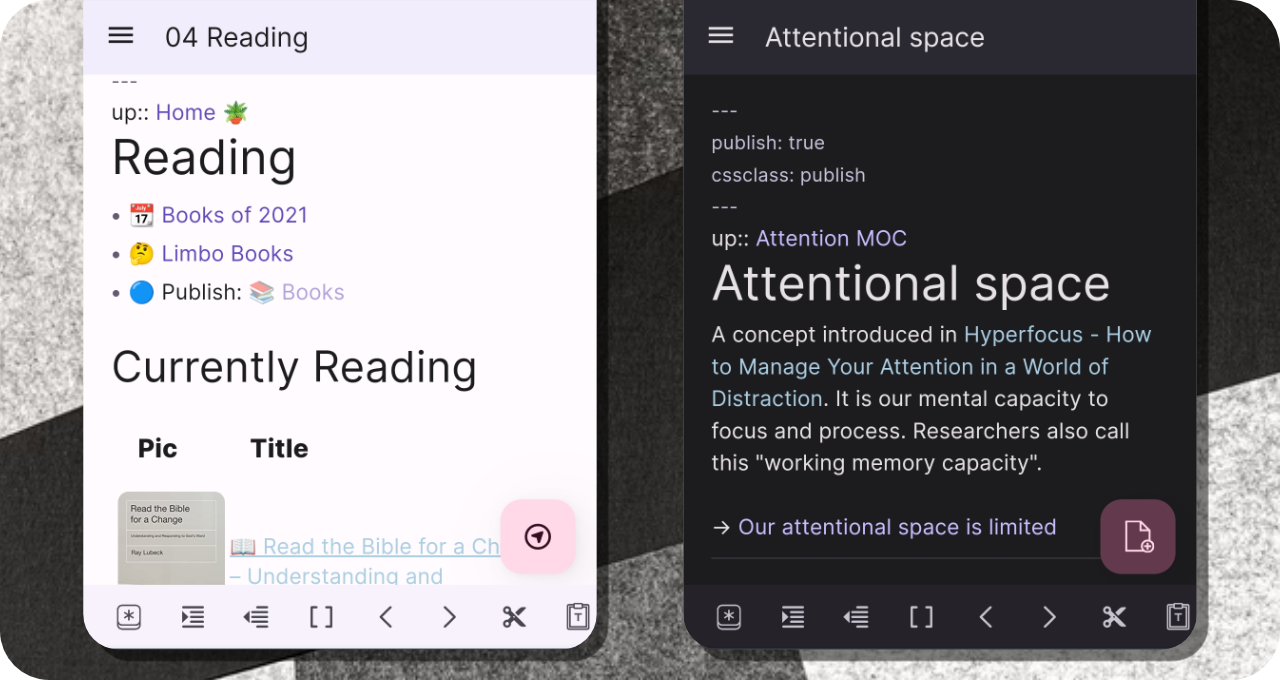 04 Reading
---
up:: Home 🪴
Reading
• 📆 Books of 2021
• 🤔 Limbo Books
• 🔵 Publish: 📚 Books
Currently Reading
Pic Title
Read the Bible
for a Change
Understanding and Responding to God's Word
Ray Lubeck
📖 Read the Bible for a Ch
– Understanding and
Attentional space
---
publish: true
cssclass: publish
---
up:: Attention MOC
Attentional space
A concept introduced in Hyperfocus - How
to Manage Your Attention in a World of
Distraction. It is our mental capacity to
focus and process. Researchers also call
this "working memory capacity".
→ Our attentional space is limited